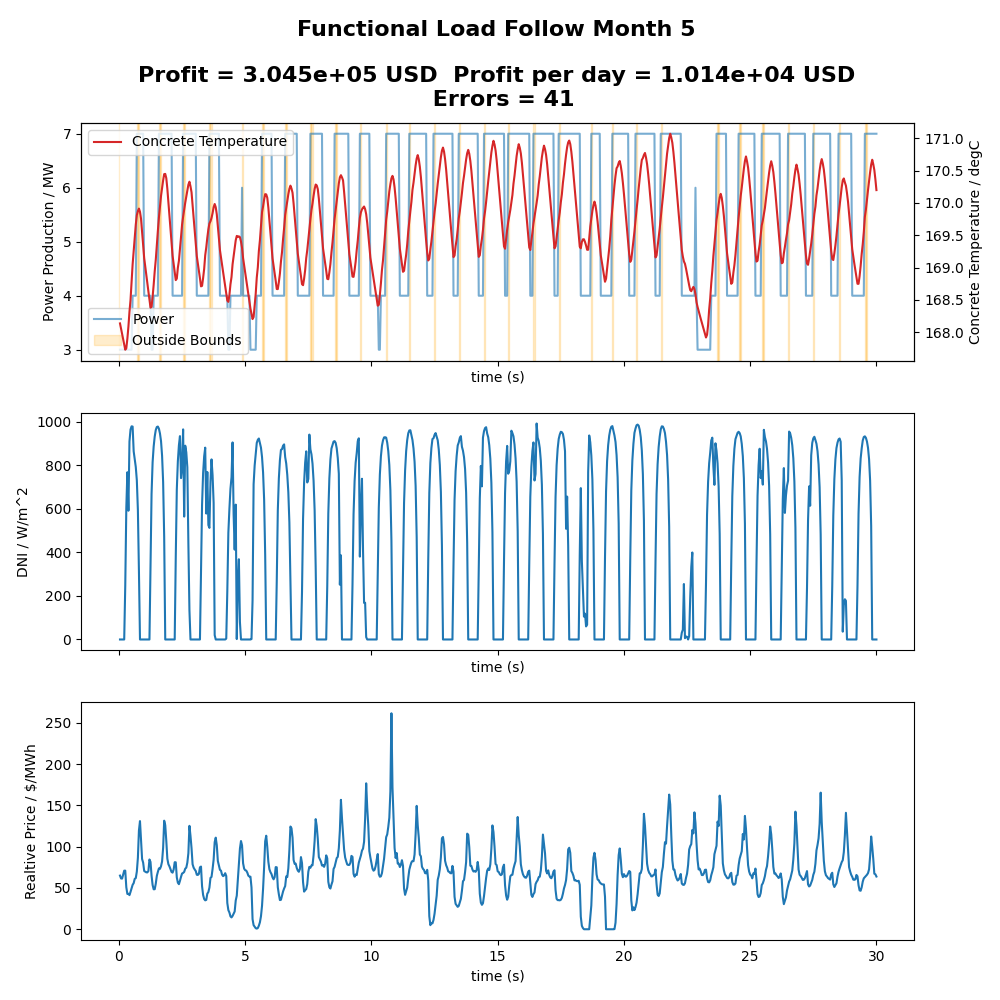 Functional Load Follow Month 5
Profit = 3.045e+05 USD  Profit per day = 1.014e+04 USD
Errors = 41
Power Production / MW
7
6
5
4
3
Concrete Temperature
Power
Outside Bounds
171.0
170.5
170.0
169.5
169.0
168.5
168.0
Concrete Temperature / degC
time (s)
DNI / W/m^2
1000
800
600
400
200
0
time (s)
Realtive Price / $/MWh
250
200
150
100
50
0
0 5 10 15 20 25 30
time (s)